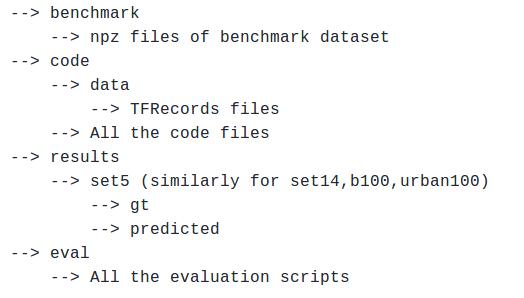 --> benchmark
--> npz files of benchmark dataset
--> code
--> data
--> TFRecords files
--> All the code files
--> results
--> set5 (similarly for set14,b100,urban100)
--> gt
--> predicted
--> eval
--> All the evaluation scripts